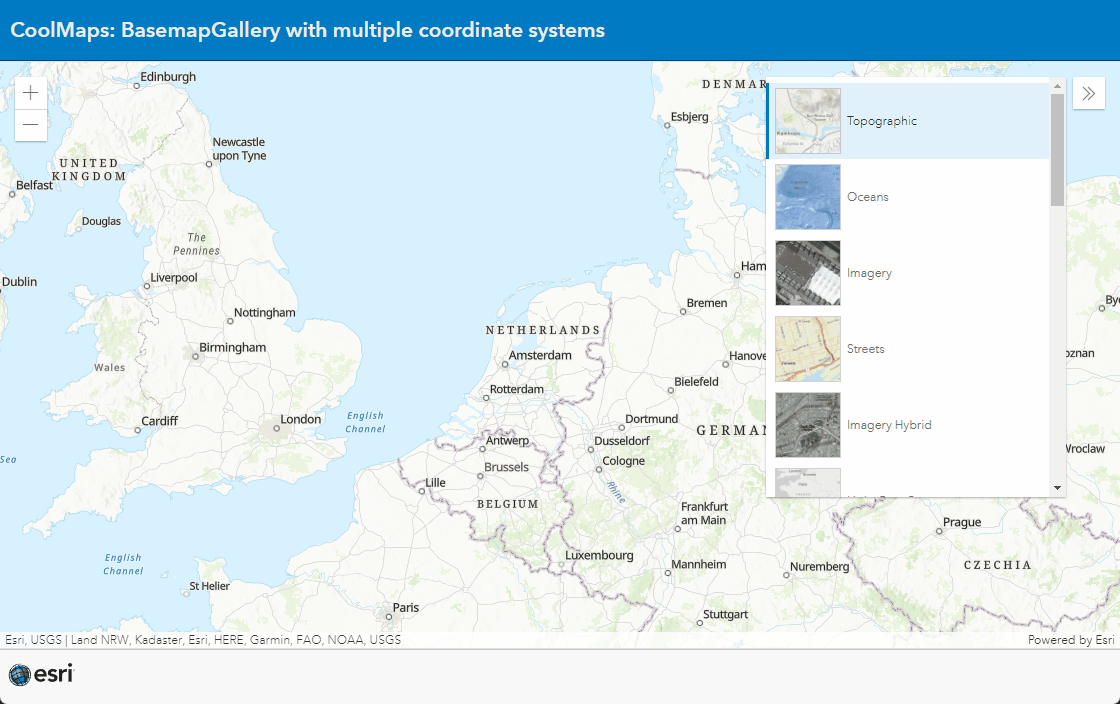 CoolMaps: BasemapGallery with multiple coordinate systems
Edinburgh
DENMAR
Topographic
Esbjerg
Newcastle
upon Tyne
UNITED
KINGDOM
Belfast
Oceans
Douglas
The
Pennines
Dublin
Liverpool
Ham
Imagery
Nottingham
Bremen
By
NETHERLANDS
Birmingham
Amsterdam
Hanove
Streets
oznan
Wales
Rotterdam
Bielefeld
Cardiff
London
English
Channel
Dortmund
GERMAN
Imagery Hybrid
Antwerp
Dusseldorf
Cologne
Wroclaw
Sea
Brussels
Lille
Rhine
BELGIUM
Frankfurt
am Main
Prague
English
Channel
Luxembourg
Mannheim
Nuremberg
CZECHIA
St Helier
Paris
Stuttgart
Esri, USGS | Land NRW, Kadaster, Esri, HERE, Garmin, FAO, NOAA, USGS
Powered by Esri
esri